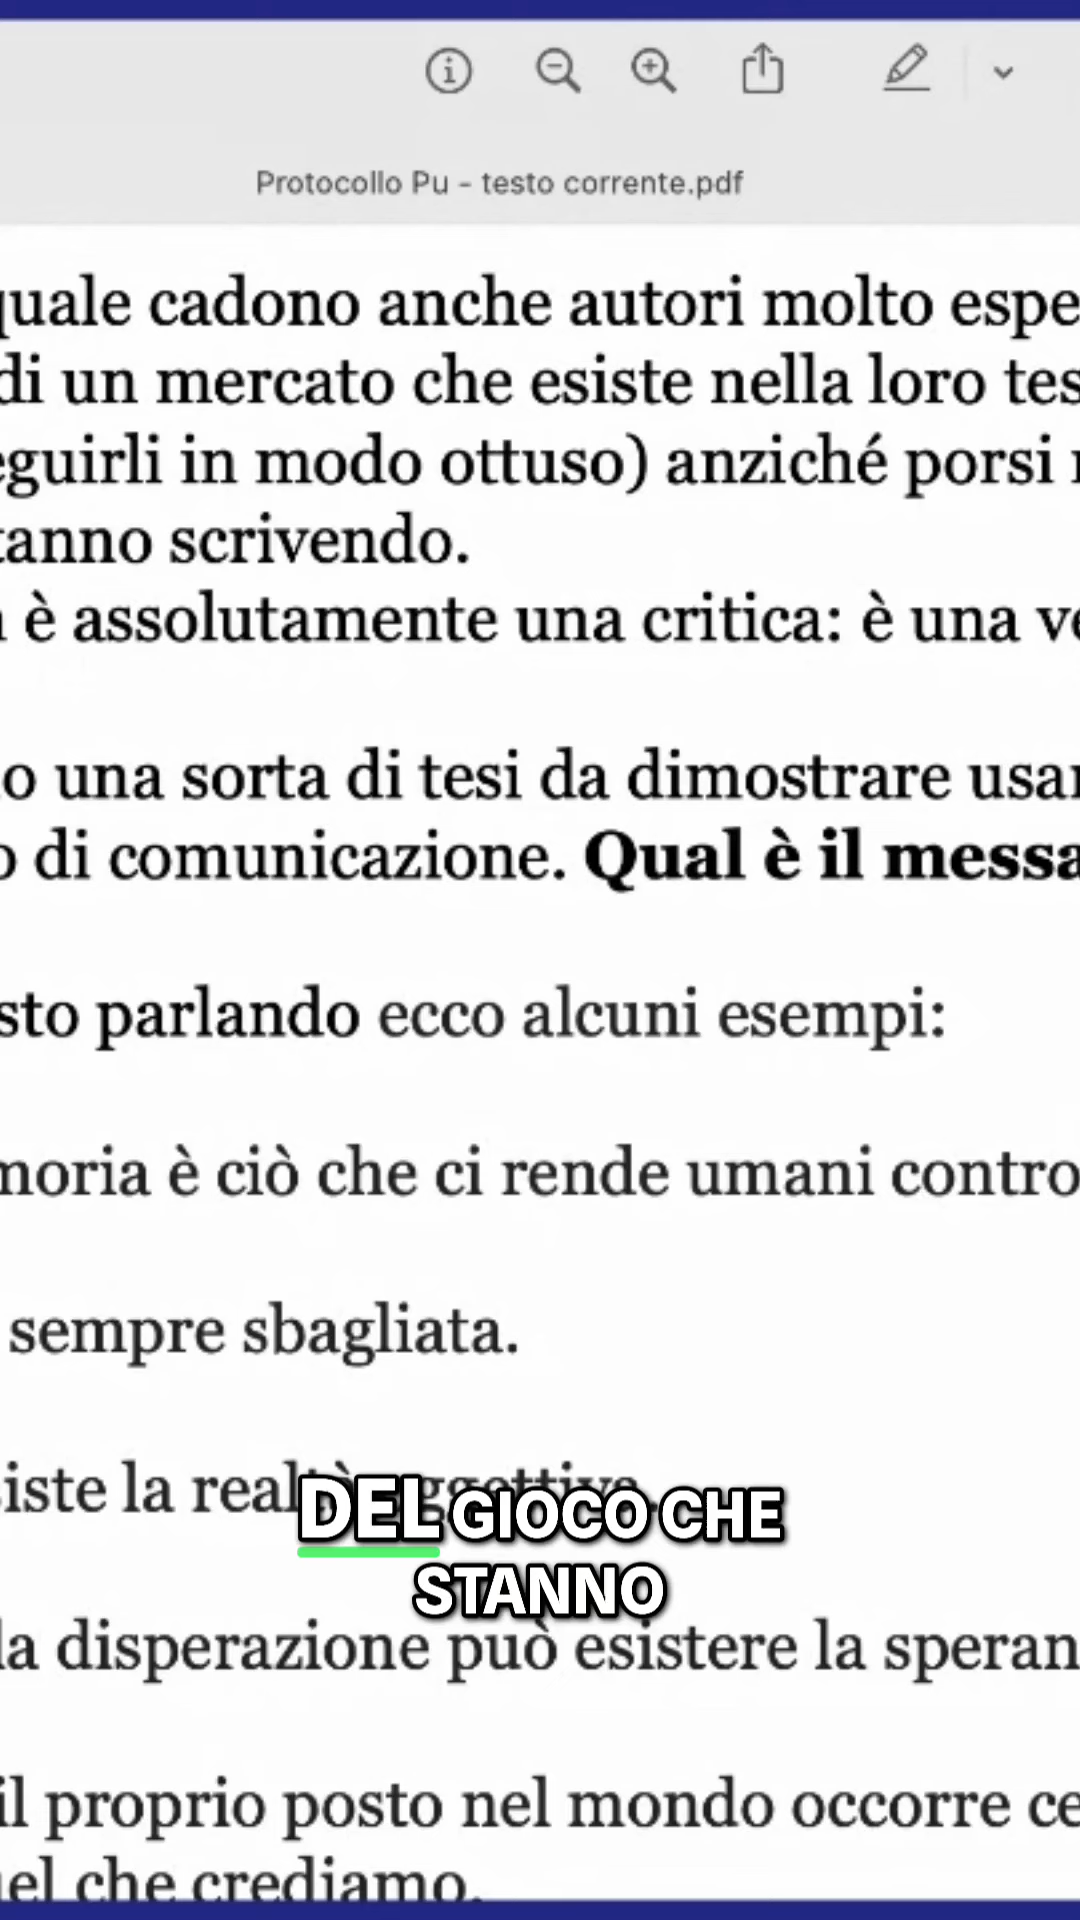 Protocollo Pu – testo corrente.pdf
quale cadono anche autori molto espe
di un mercato che esiste nella loro tes
eguirli in modo ottuso) anziché porsi
tanno scrivendo.
è assolutamente una critica: è una ve
o una sorta di tesi da dimostrare usa
o di comunicazione. Qual è il messa
sto parlando ecco alcuni esempi:
moria è ciò che ci rende umani contro
sempre sbagliata.
iste la realtà
DEL GIOCO CHE
STANNO
la disperazione può esistere la speran
il proprio posto nel mondo occorre ce
uel che crediamo.